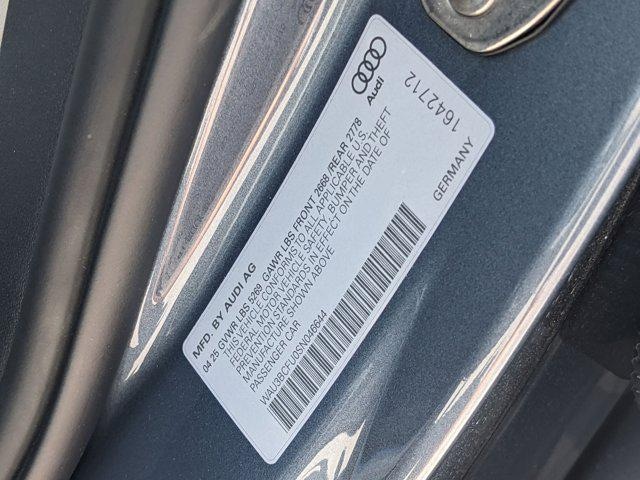 MFD. BY AUDI AG
04 25 GVWR LBS 5269 GAWR LBS FRONT 2668 /REAR 2778
THIS VEHICLE CONFORMS TO ALL APPLICABLE U.S.
FEDERAL MOTOR VEHICLE SAFETY, BUMPER AND THEFT
PREVENTION STANDARDS IN EFFECT ON THE DATE OF
MANUFACTURE SHOWN ABOVE
PASSENGER CAR
WAU3BCFU0SN046644
GERMANY
Audi
1642712